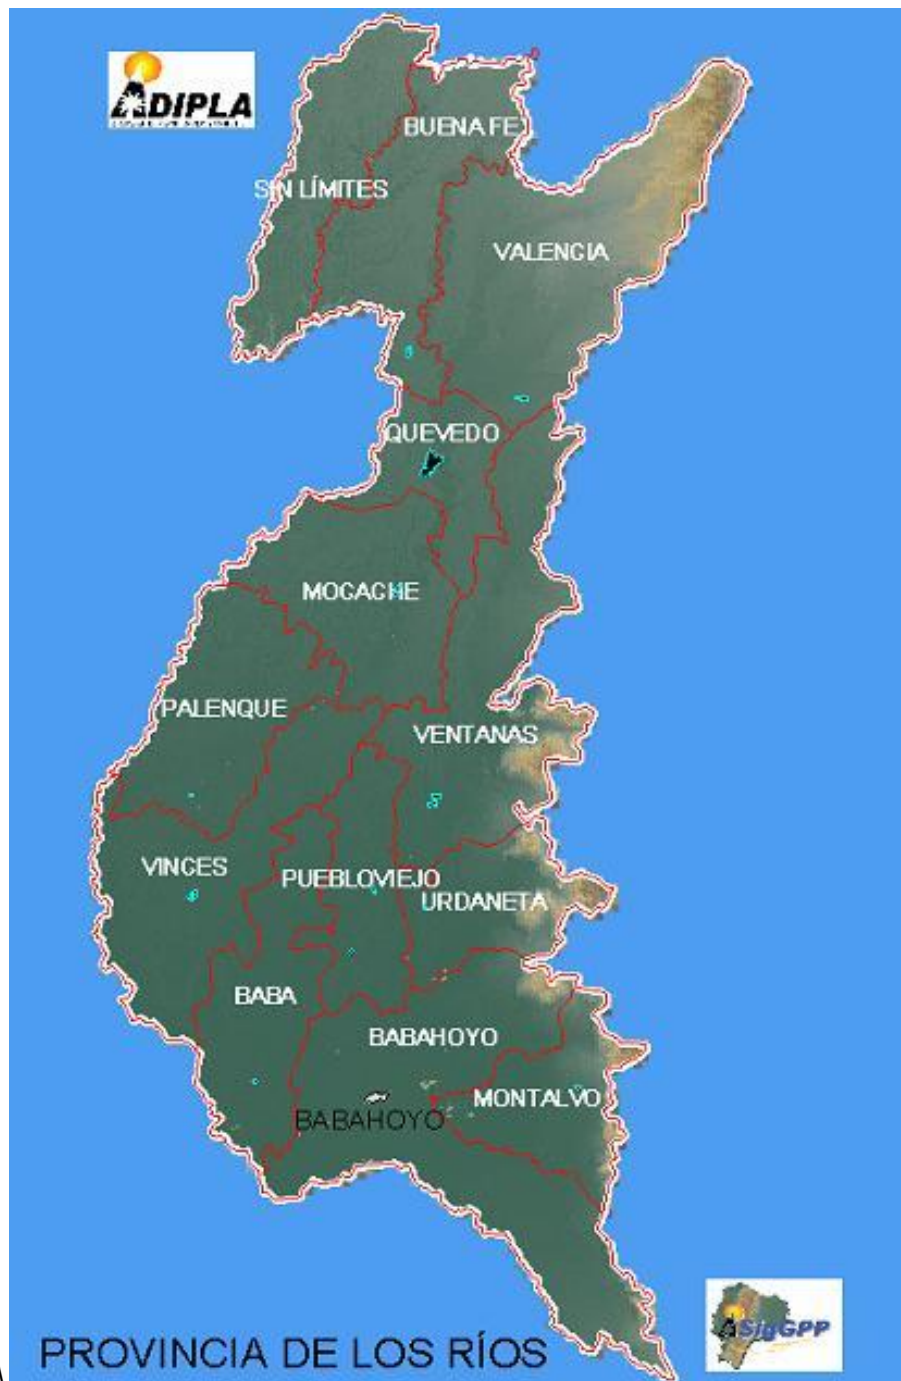 ADIPLA
BUENA FE
SIN LÍMITES
VALENCIA
QUEVEDO
MOCACHE
PALENQUE
VENTANAS
VINCES
PUEBLOVIEJO
URDANETA
BABA
BABAHOYO
MONTALVO
BABAHOYO
PROVINCIA DE LOS RÍOS
ASigGPP